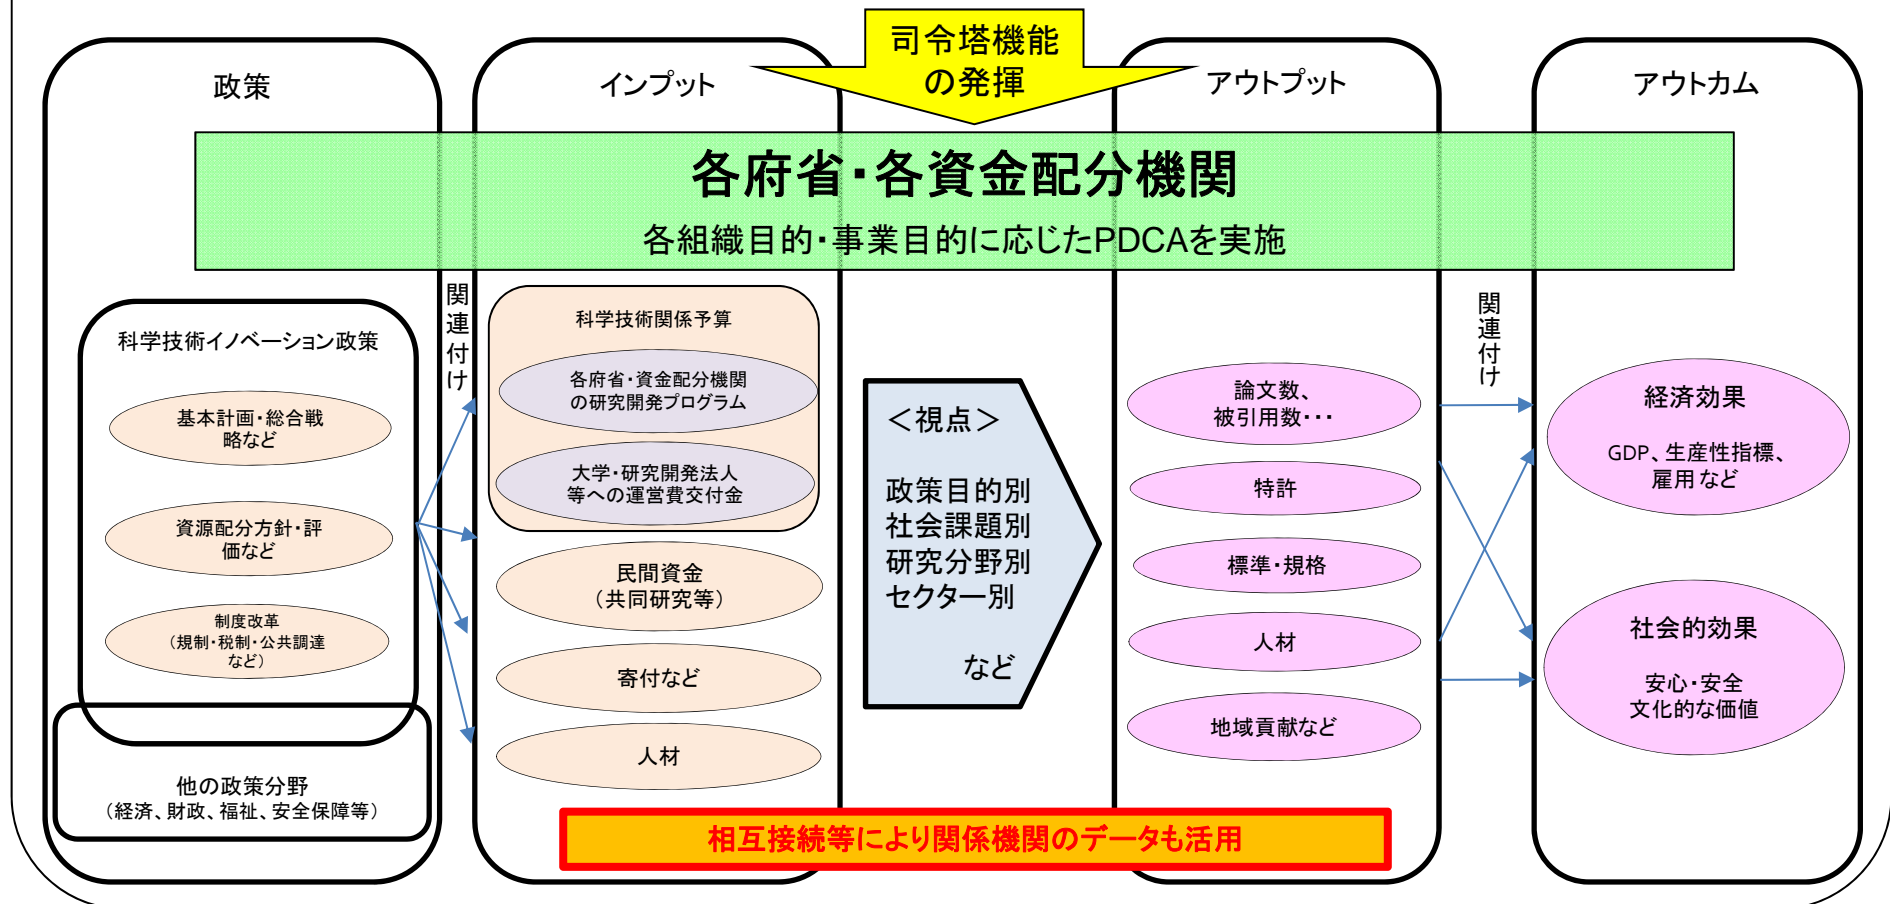 司令塔機能
の発揮
政策
インプット
アウトプット
アウトカム
各府省・各資金配分機関
各組織目的・事業目的に応じたPDCAを実施
関連付け
関連付け
科学技術イノベーション政策
基本計画・総合戦
略など
資源配分方針・評
価など
制度改革
（規制・税制・公共調達
など）
他の政策分野
（経済、財政、福祉、安全保障等）
科学技術関係予算
各府省・資金配分機関
の研究開発プログラム
大学・研究開発法人
等への運営費交付金
民間資金
（共同研究等）
寄付など
人材
＜視点＞
政策目的別
社会課題別
研究分野別
セクター別
など
論文数、
被引用数・・・
特許
標準・規格
人材
地域貢献など
経済効果
GDP、生産性指標、
雇用など
社会的効果
安心・安全
文化的な価値
相互接続等により関係機関のデータも活用